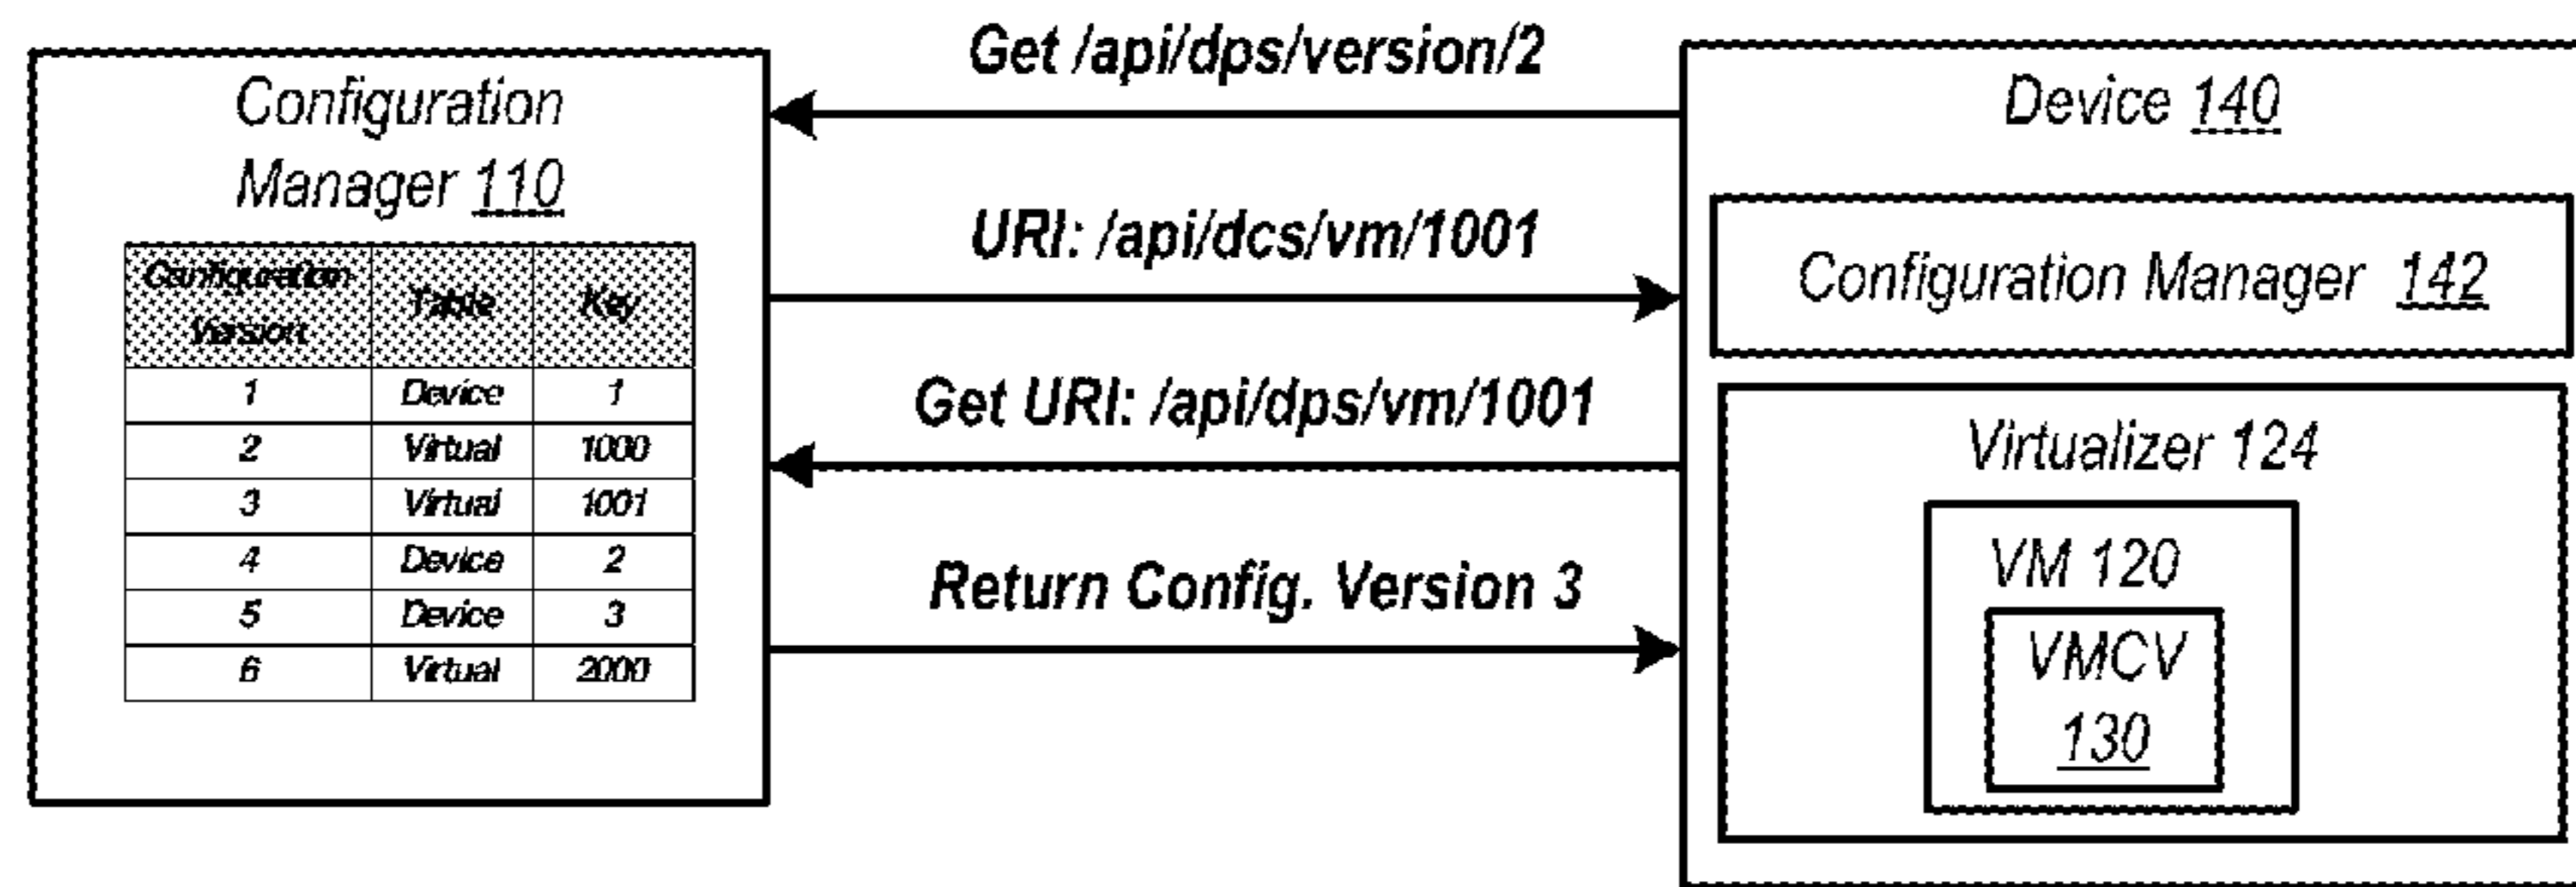 Configuration
Manager 110
Configuration
Version
Table
Key
1 Device 1
2 Virtual 1000
3 Virtual 1001
4 Device 2
5 Device 3
6 Virtual 2000
Get /api/dps/version/2
URI: /api/dcs/vm/1001
Get URI: /api/dps/vm/1001
Return Config. Version 3
Device 140
Configuration Manager 142
Virtualizer 124
VM 120
VMCV
130